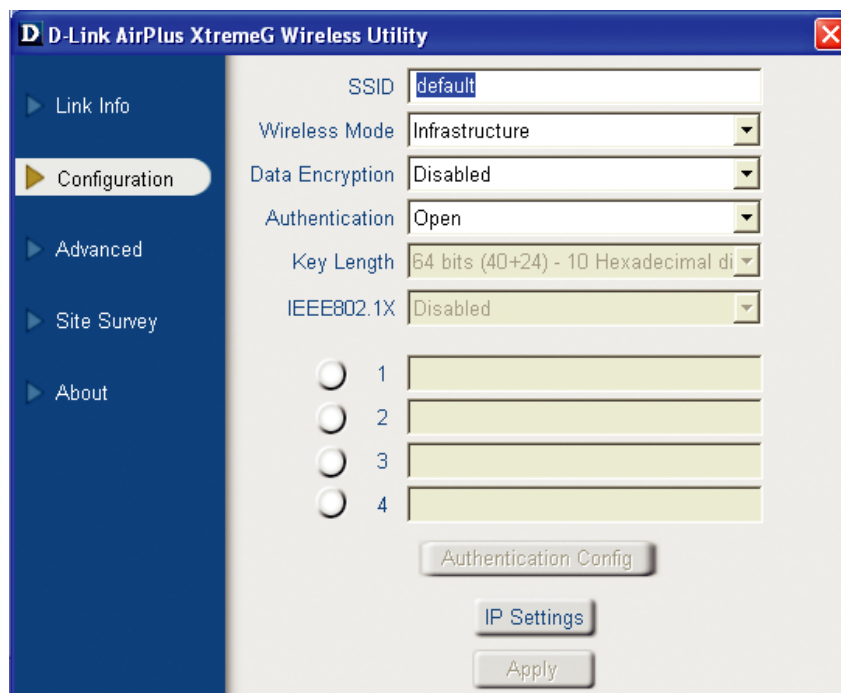 D D-Link AirPlus XtremeG Wireless Utility
Link Info
Configuration
Advanced
Site Survey
About
SSID default
Wireless Mode Infrastructure
Data Encryption Disabled
Authentication Open
Key Length 64 bits (40+24) - 10 Hexadecimal di
IEEE802.1X Disabled
1
2
3
4
Authentication Config
IP Settings
Apply